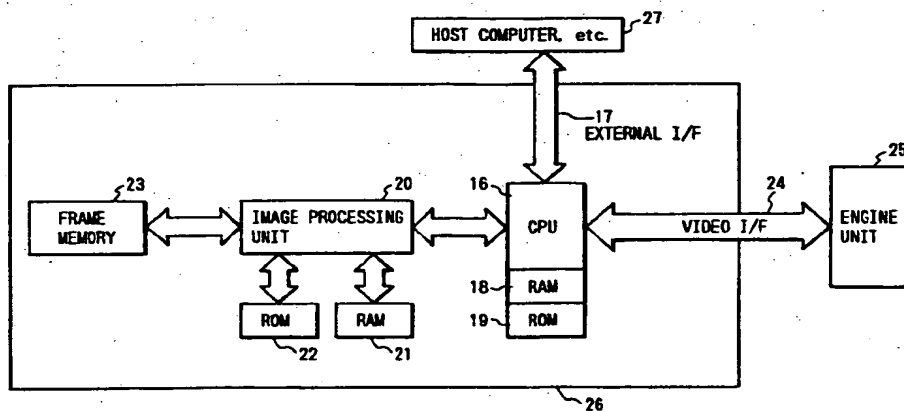 27
HOST COMPUTER, etc.
17
EXTERNAL I/F
25
23
20
16
24
FRAME
MEMORY
IMAGE PROCESSING
UNIT
CPU
VIDEO I/F
ENGINE
UNIT
18
RAM
ROM
RAM
19
ROM
22
21
26